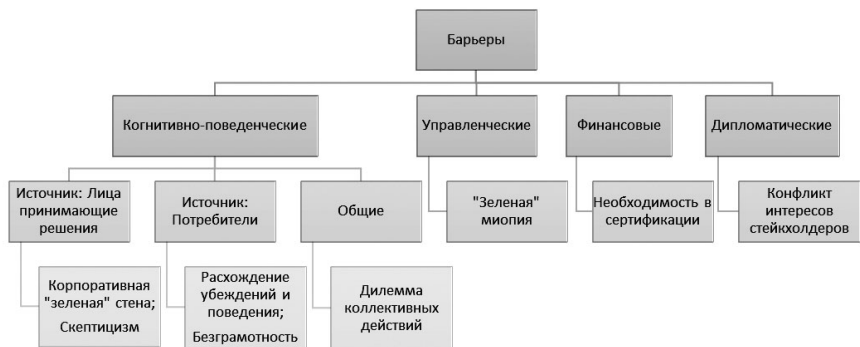 Барьеры
Когнитивно-поведенческие
Управленческие
Финансовые
Дипломатические
Источник: Лица
принимающие
решения
Источник:
Потребители
Общие
"Зеленая"
миопия
Необходимость в
сертификации
Конфликт
интересов
стейкхолдеров
Корпоративная
"зеленая" стена;
Скептицизм
Расхождение
убеждений и
поведения;
Безграмотность
Дилемма
коллективных
действий